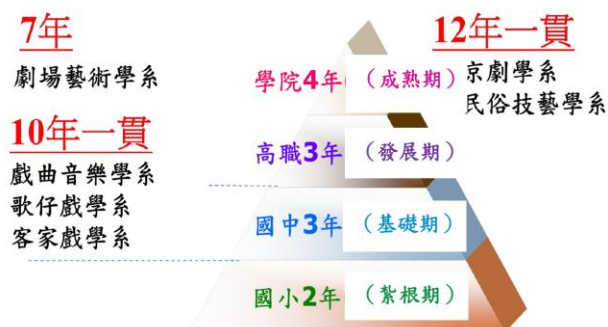 7年
劇場藝術學系
10年一貫
戲曲音樂學系
歌仔戲學系
客家戲學系
學院4年（成熟期）
高職3年（發展期）
國中3年（基礎期）
國小2年（紮根期）
12年一貫
京劇學系
民俗技藝學系